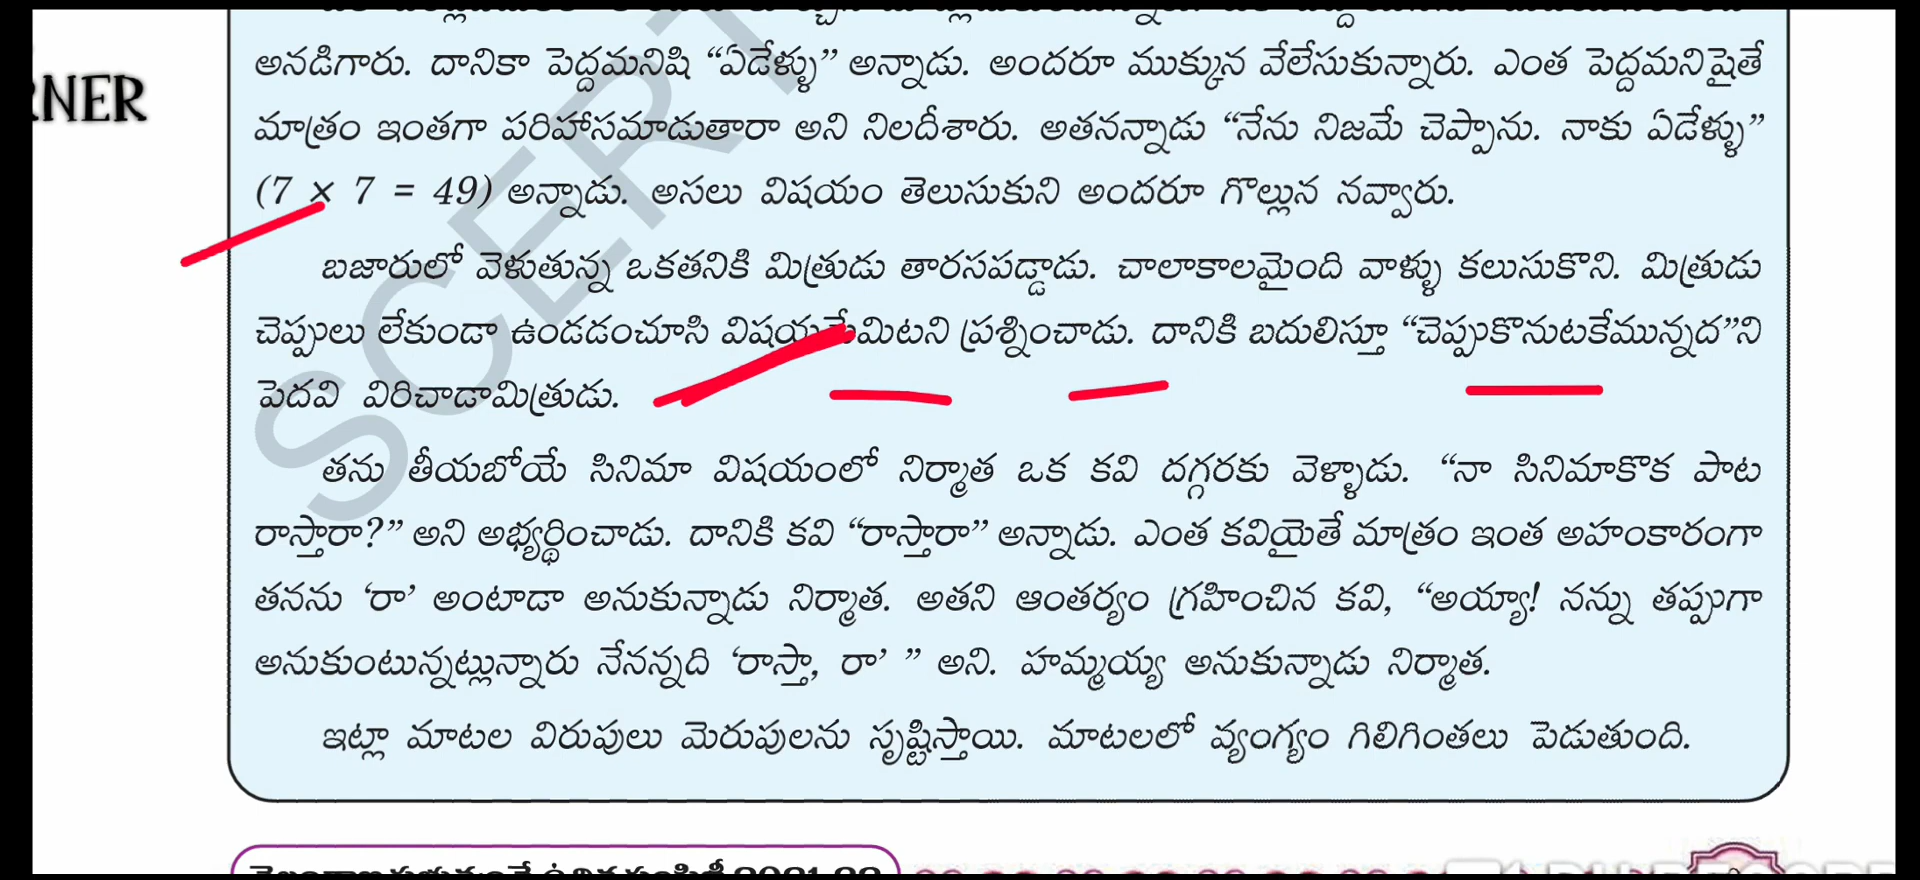 అనడిగారు. దానికా పెద్దమనిషి “ఏడేళ్ళు” అన్నాడు. అందరూ ముక్కున వేలేసుకున్నారు. ఎంత పెద్దమనిషైతే
RNER
మాత్రం ఇంతగా పరిహాసమాడుతారా అని నిలదీశారు. అతనన్నాడు “నేను నిజమే చెప్పాను. నాకు ఏడేళ్ళు”
(7 × 7 = 49) అన్నాడు. అసలు విషయం తెలుసుకుని అందరూ గొల్లున నవ్వారు.
బజారులో వెళుతున్న ఒకతనికి మిత్రుడు తారసపడ్డాడు. చాలాకాలమైంది వాళ్ళు కలుసుకొని. మిత్రుడు
చెప్పులు లేకుండా ఉండడంచూసి విషయమేమిటని ప్రశ్నించాడు. దానికి బదులిస్తూ “చెప్పుకొనుటకేమున్నద”ని
పెదవి విరిచాడామిత్రుడు.
తను తీయబోయే సినిమా విషయంలో నిర్మాత ఒక కవి దగ్గరకు వెళ్ళాడు. “నా సినిమాకొక పాట
రాస్తారా?” అని అభ్యర్థించాడు. దానికి కవి “రాస్తారా” అన్నాడు. ఎంత కవియైతే మాత్రం ఇంత అహంకారంగా
తనను ‘రా’ అంటాడా అనుకున్నాడు నిర్మాత. అతని ఆంతర్యం గ్రహించిన కవి, “అయ్యా! నన్ను తప్పుగా
అనుకుంటున్నట్లున్నారు నేనన్నది ‘రాస్తా, రా’ ” అని. హమ్మయ్య అనుకున్నాడు నిర్మాత.
ఇట్లా మాటల విరుపులు మెరుపులను సృష్టిస్తాయి. మాటలలో వ్యంగ్యం గిలిగింతలు పెడుతుంది.
SCERT